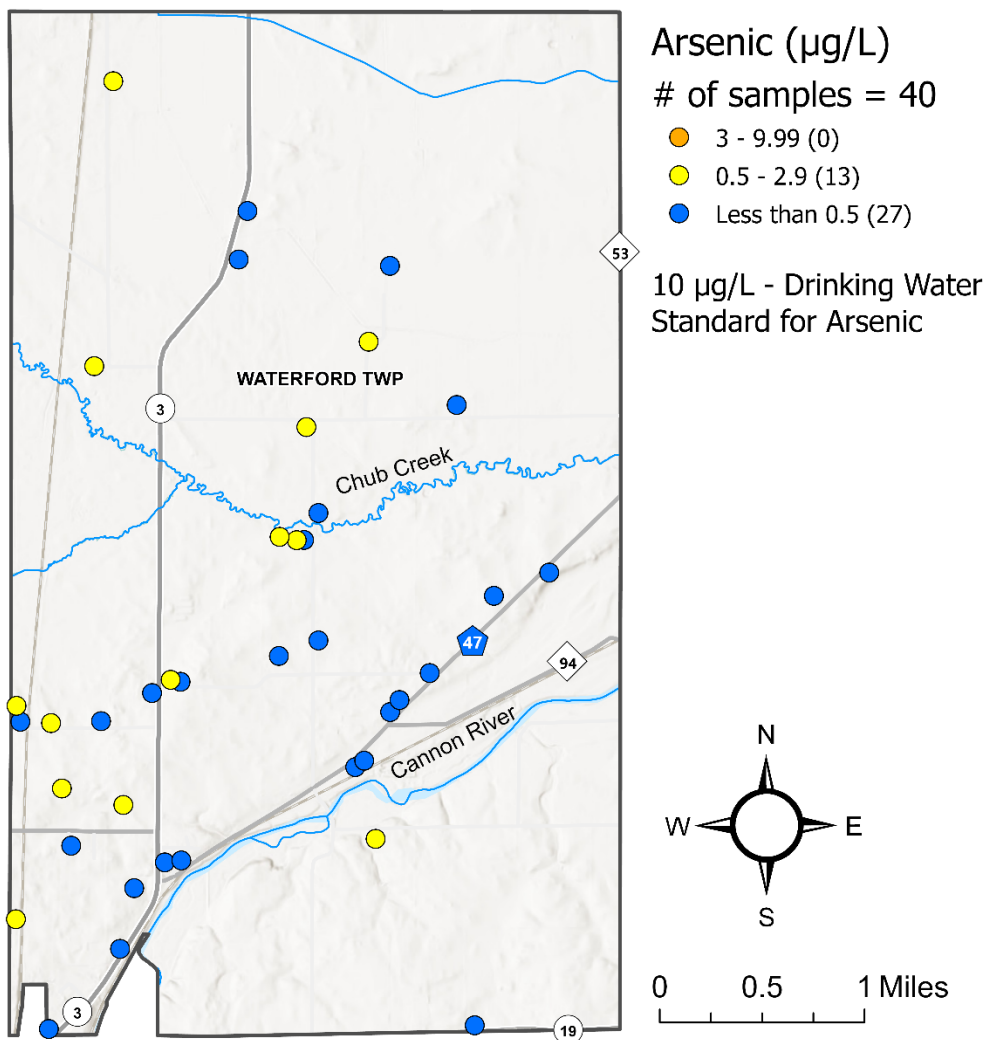 Arsenic (µg/L)
# of samples = 40
3 - 9.99 (0)
0.5 - 2.9 (13)
Less than 0.5 (27)
10 µg/L - Drinking Water
Standard for Arsenic
53
WATERFORD TWP
3
Chub Creek
47
94
Cannon River
3
19
N
W
E
S
0
0.5
1 Miles